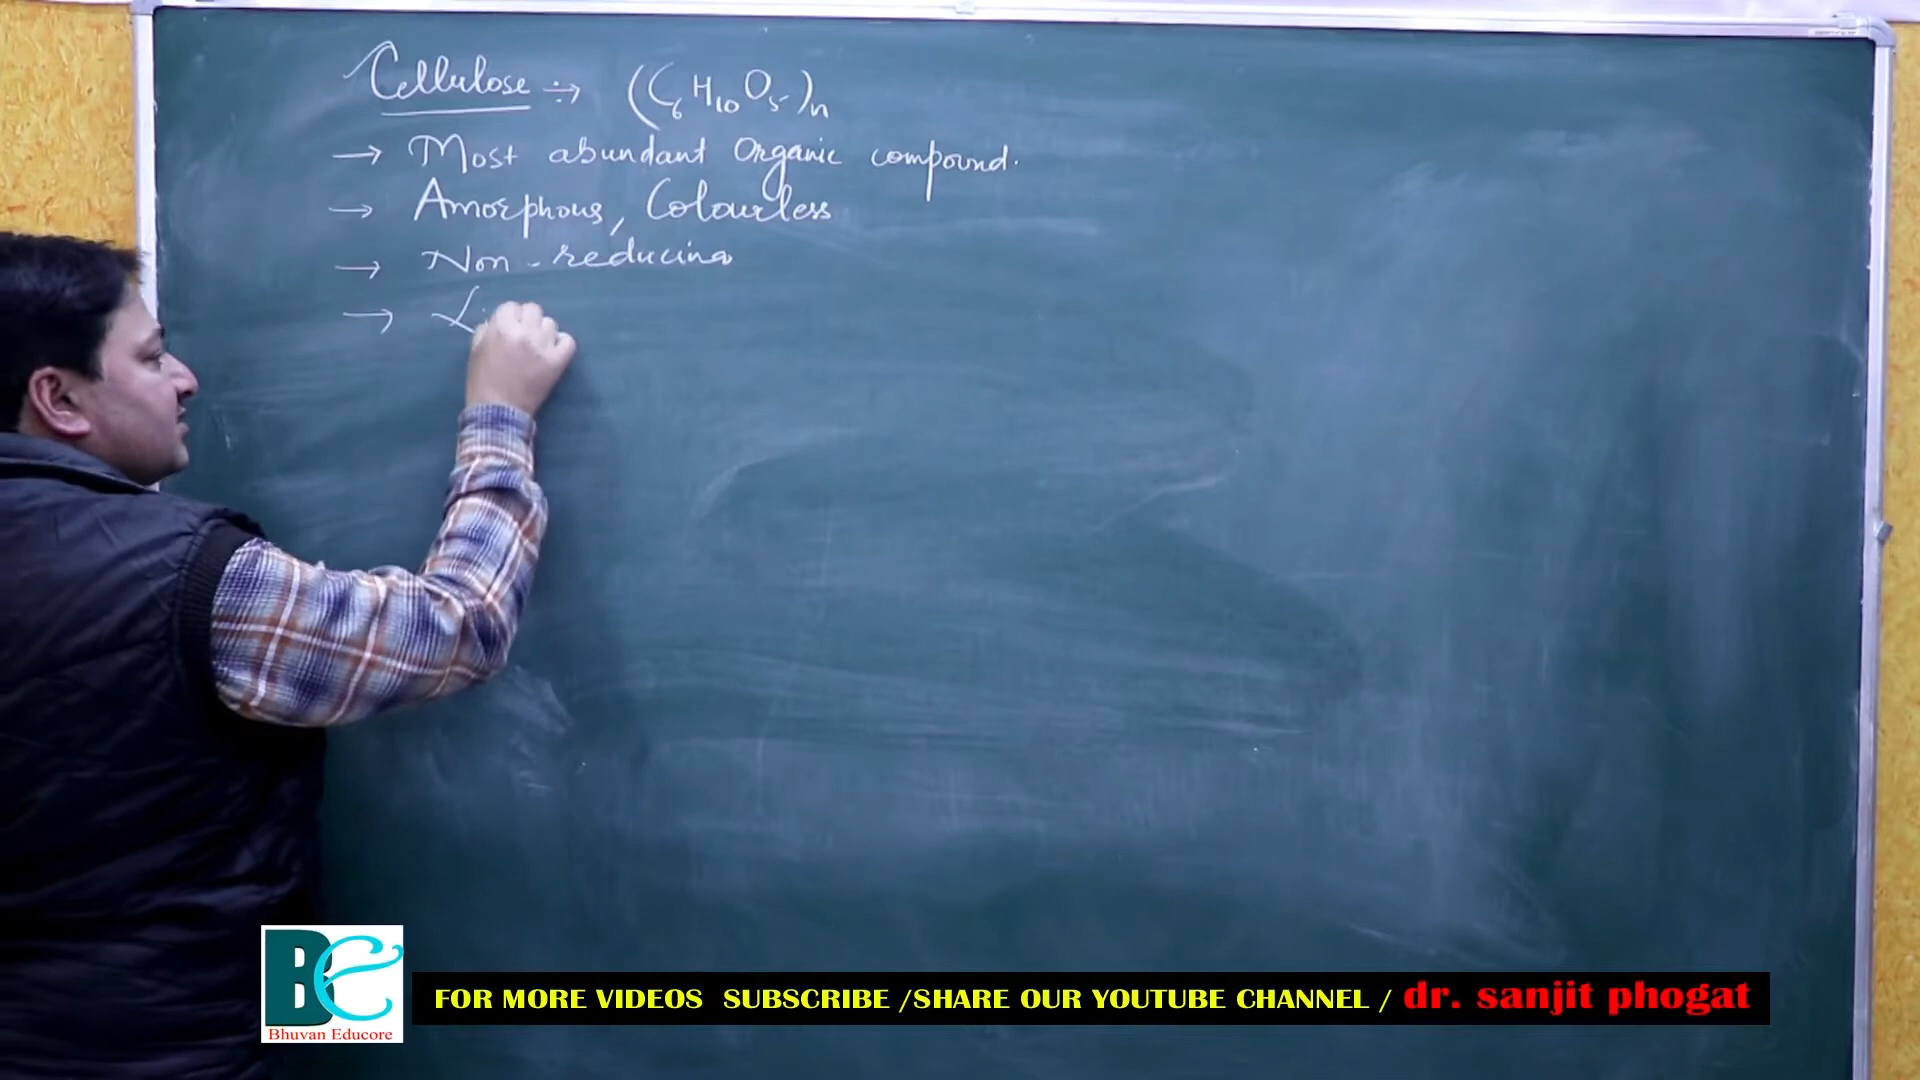 Cellulose ÷→ (C6H10O5)n
→ Most abundant Organic compound.
→ Amorphous, Colourless
→ Non-reducing
→ Li
BE
Bhuvan Educore
FOR MORE VIDEOS SUBSCRIBE /SHARE OUR YOUTUBE CHANNEL / dr. sanjit phogat